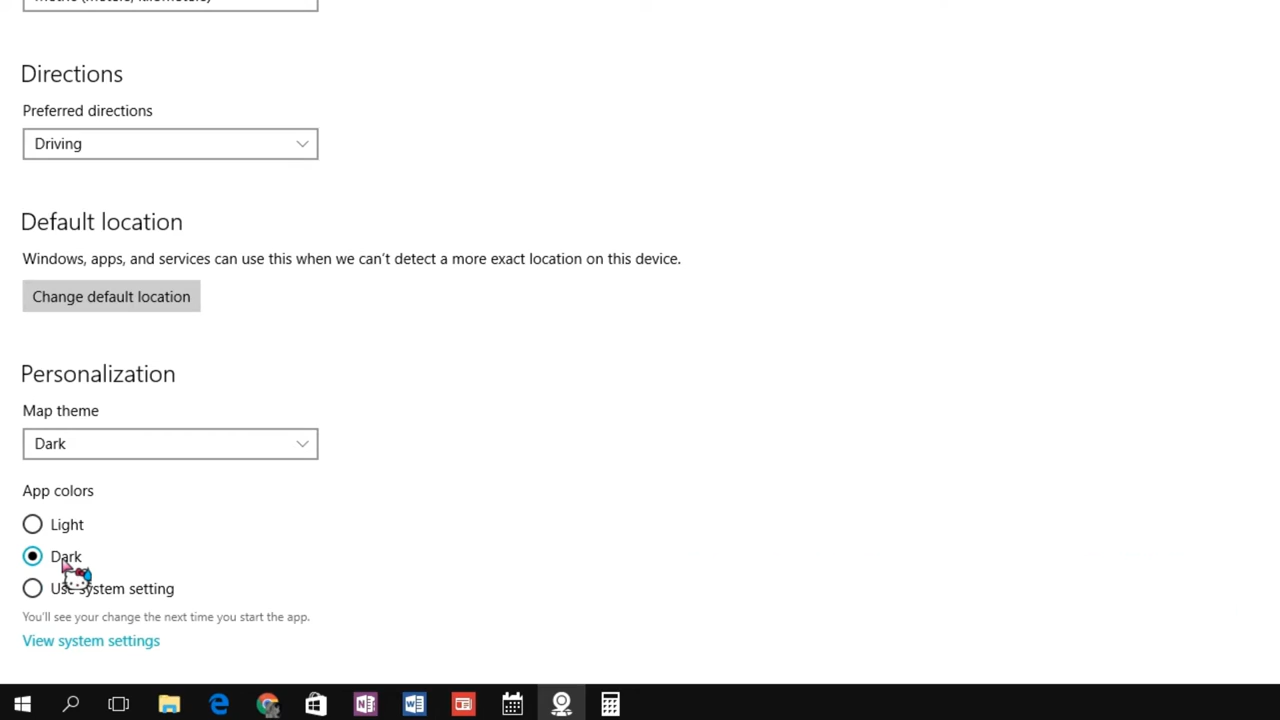 Directions
Preferred directions
Driving
Default location
Windows, apps, and services can use this when we can't detect a more exact location on this device.
Change default location
Personalization
Map theme
Dark
App colors
Light
Dark
Use system setting
You'll see your change the next time you start the app.
View system settings